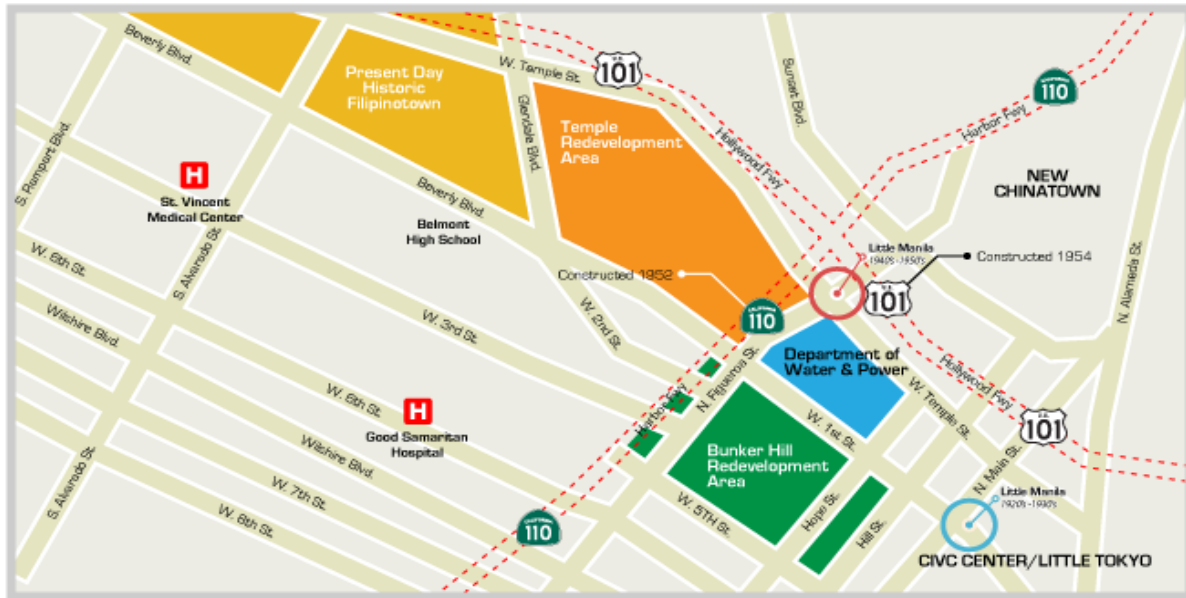 Beverly Blvd.
W. Temple St.
U.S.
101
Sunset Blvd.
CALIFORNIA
110
Harbor Fwy
Present Day
Historic
Filipinotown
Glendale Blvd.
Temple
Redevelopment
Area
Hollywood Fwy
NEW
CHINATOWN
S. Rampart Blvd.
H
St. Vincent
Medical Center
Beverly Blvd.
Belmont
High School
S. Alvarado St.
W. 6th St.
Wilshire Blvd.
Constructed 1952
Little Manila
1940's -1950's
Constructed 1954
U.S.
101
CALIFORNIA
110
N. Alameda St.
W. 3rd St.
W. 2nd St.
N. Figueroa St.
Harbor Fwy
Department of
Water & Power
Hollywood Fwy
W. Temple St.
W. 1st St.
U.S.
101
W. 6th St.
H
Good Samaritan
Hospital
Wilshire Blvd.
W. 7th St.
W. 8th St.
S. Alvarado St.
Bunker Hill
Redevelopment
Area
W. 5TH St.
Hope St.
Hill St.
N. Main St.
Little Manila
1920's -1930's
CALIFORNIA
110
CIVC CENTER/LITTLE TOKYO